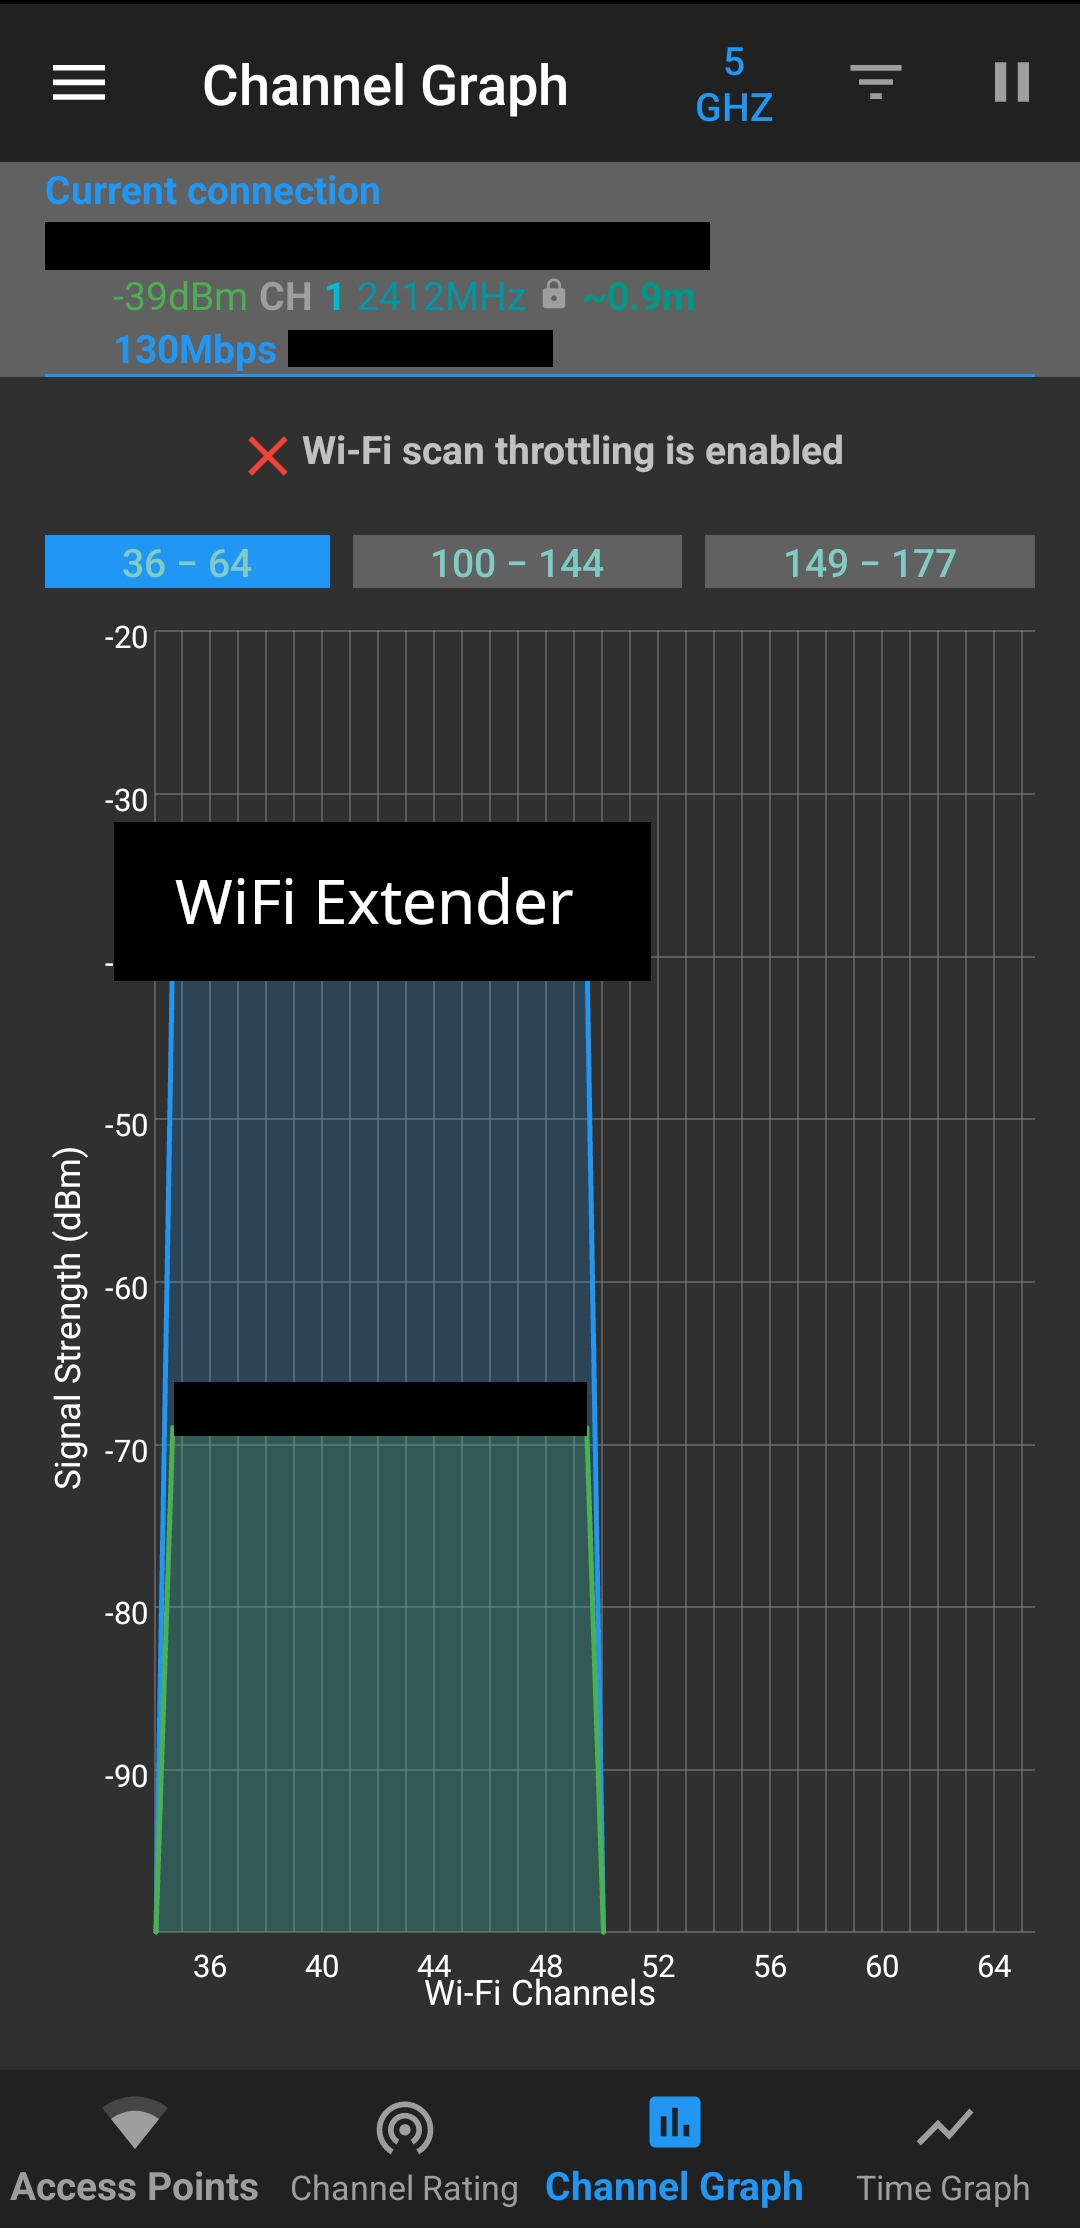 Channel Graph
5
GHZ
Current connection
-39dBm CH 1 2412MHz ~0.9m
130Mbps
Wi-Fi scan throttling is enabled
36 – 64
100 – 144
149 – 177
-20
-30
WiFi Extender
-50
-60
-70
-80
-90
Signal Strength (dBm)
36 40 44 48 52 56 60 64
Wi-Fi Channels
Access Points
Channel Rating
Channel Graph
Time Graph